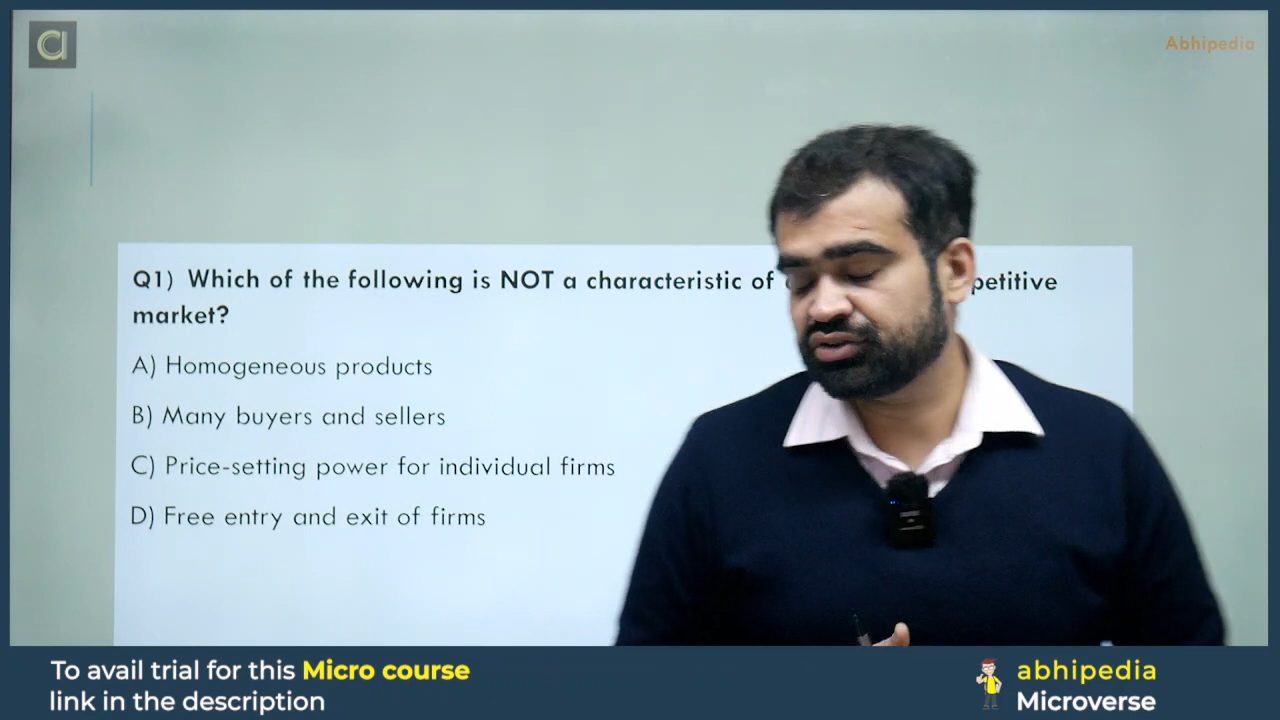 Abhipedia
Q1) Which of the following is NOT a characteristic of petitive
market?
A) Homogeneous products
B) Many buyers and sellers
C) Price-setting power for individual firms
D) Free entry and exit of firms
To avail trial for this Micro course
link in the description
abhipedia
Microverse